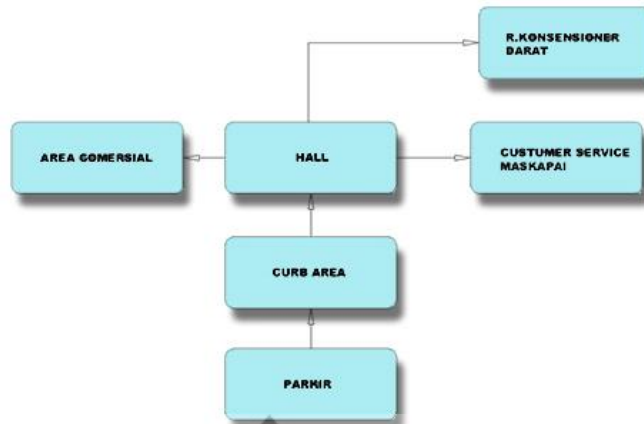 R.KONSENSIONER
DARAT
AREA COMERSIAL
HALL
CUSTUMER SERVICE
MASKAPAI
CURB AREA
PARKIR